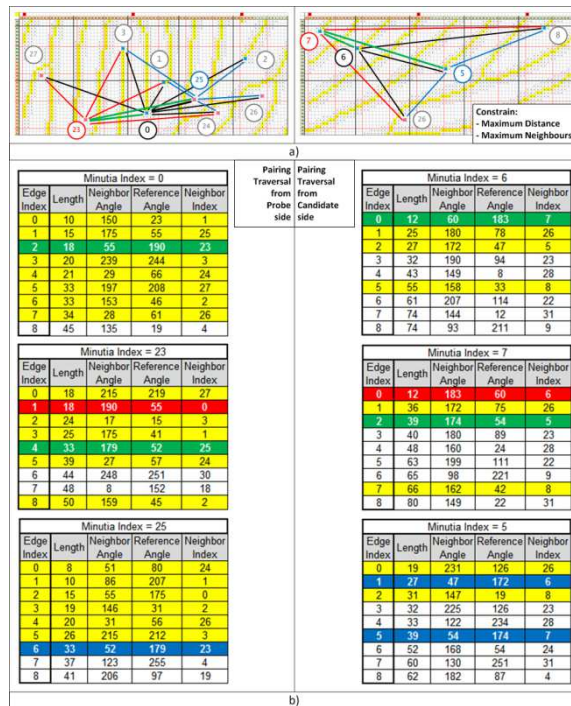 3
27
1
25
2
23
0
24
26
7
6
8
5
26
Constrain:
- Maximum Distance
- Maximum Neighbours
a)
Pairing Traversal from Probe side
Pairing Traversal from Candidate side
Minutia Index = 0
Edge Index Length Neighbor Angle Reference Angle Neighbor Index
0 10 150 23 1
1 15 175 55 25
2 18 55 190 23
3 20 239 244 3
4 21 29 66 24
5 33 197 208 27
6 33 153 46 2
7 34 28 61 26
8 45 135 19 4
Minutia Index = 6
Edge Index Length Neighbor Angle Reference Angle Neighbor Index
0 12 60 183 7
1 25 180 78 26
2 27 172 47 5
3 32 190 94 23
4 43 149 8 28
5 55 158 33 8
6 61 207 114 22
7 74 144 12 31
8 74 93 211 9
Minutia Index = 23
Edge Index Length Neighbor Angle Reference Angle Neighbor Index
0 18 215 219 27
1 18 190 55 0
2 24 17 15 3
3 25 175 41 1
4 33 179 52 25
5 39 27 57 24
6 44 248 251 30
7 48 8 152 18
8 50 159 45 2
Minutia Index = 7
Edge Index Length Neighbor Angle Reference Angle Neighbor Index
0 12 183 60 6
1 36 172 75 26
2 39 174 54 5
3 40 180 89 23
4 48 160 24 28
5 63 199 111 22
6 65 98 221 9
7 66 162 42 8
8 80 149 22 31
Minutia Index = 25
Edge Index Length Neighbor Angle Reference Angle Neighbor Index
0 8 51 80 24
1 10 86 207 1
2 15 55 175 0
3 19 146 31 2
4 20 31 56 26
5 26 215 212 3
6 33 52 179 23
7 37 123 255 4
8 41 206 97 19
Minutia Index = 5
Edge Index Length Neighbor Angle Reference Angle Neighbor Index
0 19 231 126 26
1 27 47 172 6
2 31 147 19 8
3 32 225 126 23
4 33 122 234 28
5 39 54 174 7
6 52 168 54 24
7 60 130 251 31
8 62 182 87 4
b)